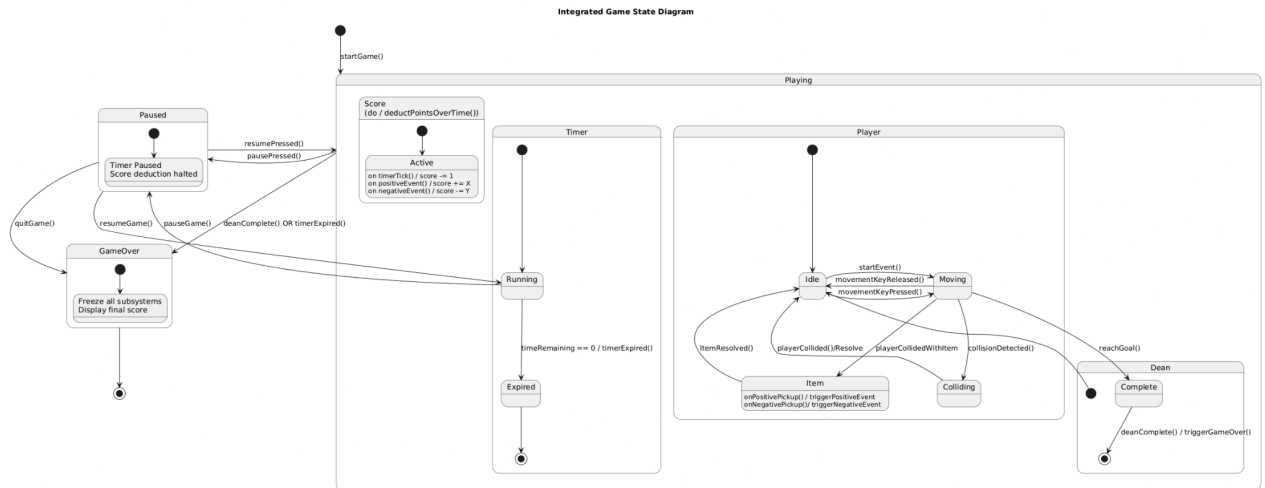 Integrated Game State Diagram
startGame()
Playing
Score
(do / deductPointsOverTime())
Active
on timerTick() / score -= 1
on positiveEvent() / score += X
on negativeEvent() / score -= Y
Paused
Timer Paused
Score deduction halted
resumePressed()
pausePressed()
quitGame()
resumeGame()
pauseGame()
deanComplete() OR timerExpired()
GameOver
Freeze all subsystems
Display final score
Timer
Running
timeRemaining == 0 / timerExpired()
Expired
Player
Idle
startEvent()
movementKeyReleased()
movementKeyPressed()
Moving
ItemResolved()
playerCollided()/Resolve
playerCollidedWithItem
collisionDetected()
reachGoal()
Item
onPositivePickup() / triggerPositiveEvent
onNegativePickup()/ triggerNegativeEvent
Colliding
Dean
Complete
deanComplete() / triggerGameOver()